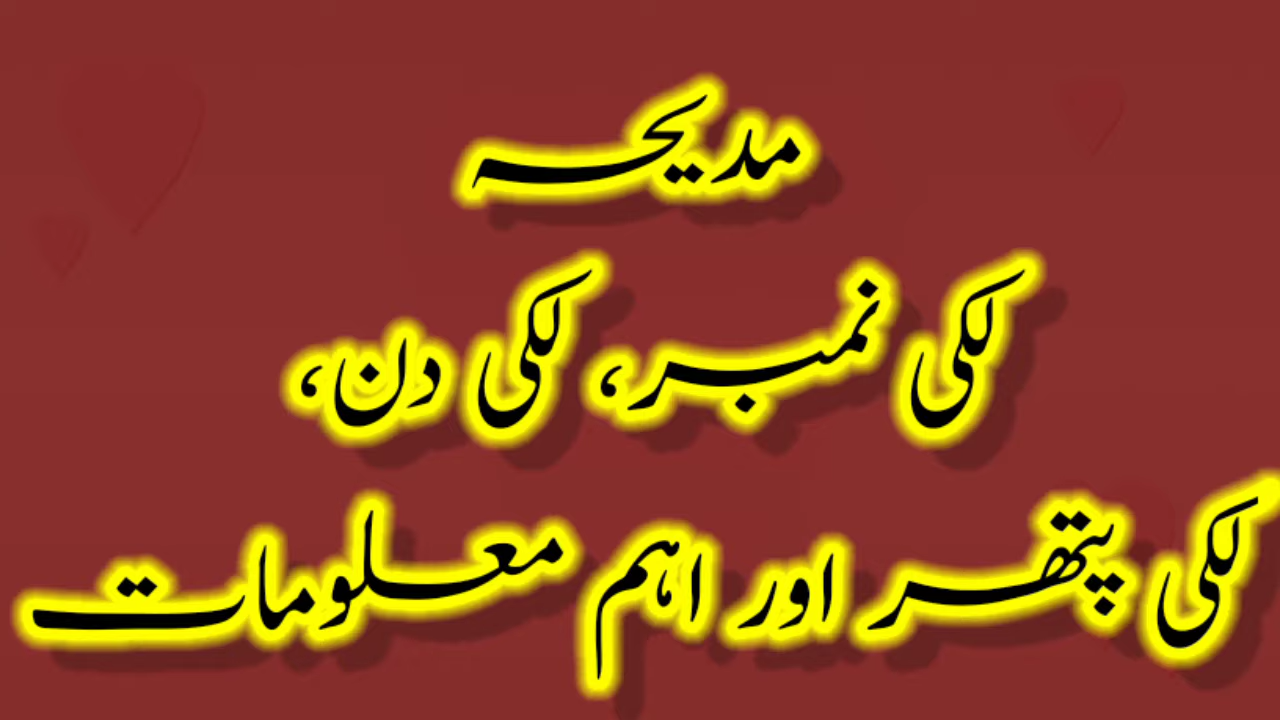 مدیحہ
لکی نمبر، لکی دن،
لکی پتھر اور اہم معلومات